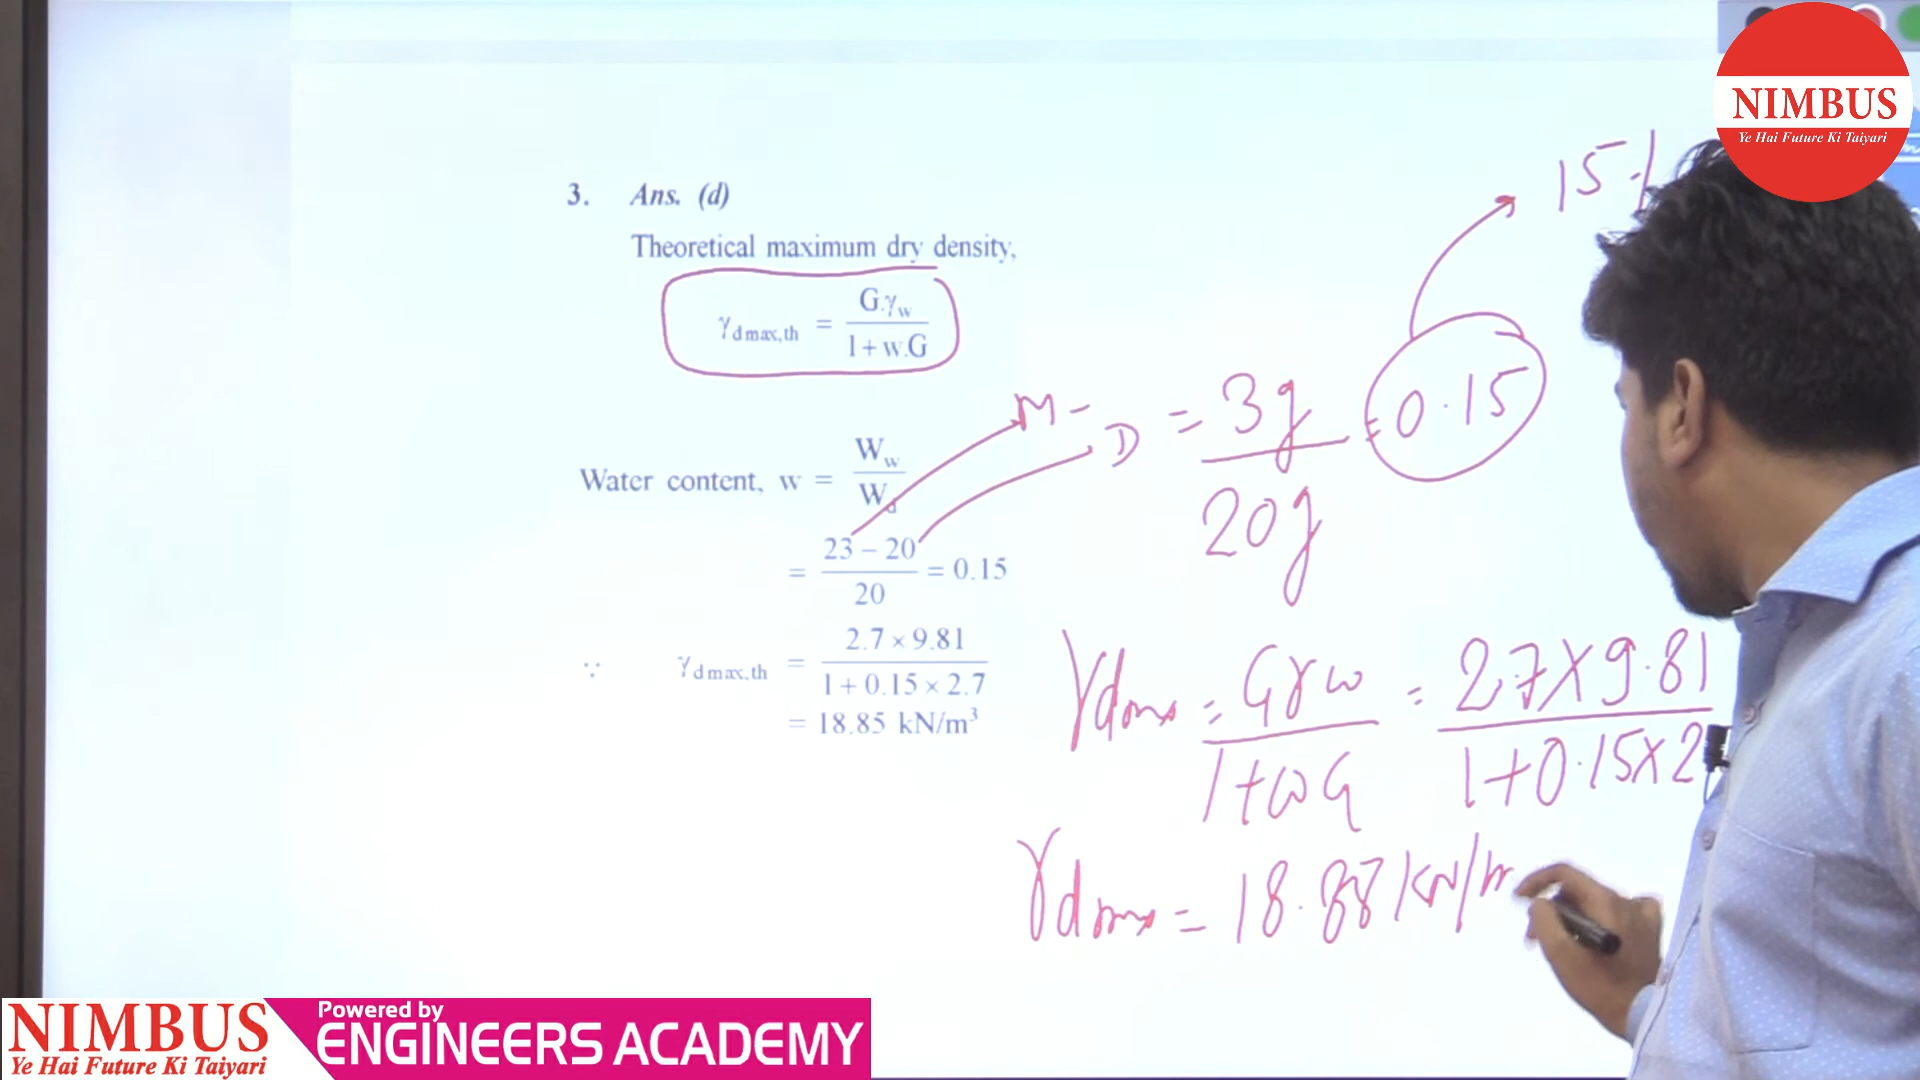 NIMBUS
Ye Hai Future Ki Taiyari
3. Ans. (d)
Theoretical maximum dry density,
γd max,th = G.γw / 1 + w.G
Water content, w = Ww / Wd
= 23 – 20 / 20 = 0.15
∵ γd max,th = 2.7 × 9.81 / 1 + 0.15 × 2.7
= 18.85 kN/m³
M – D = 3g / 20g = 0.15
15%
γdmax = Gγw / 1+wG = 2.7×9.81 / 1+0.15×2
γdmax = 18.88 kN/m
NIMBUS
Ye Hai Future Ki Taiyari
Powered by
ENGINEERS ACADEMY